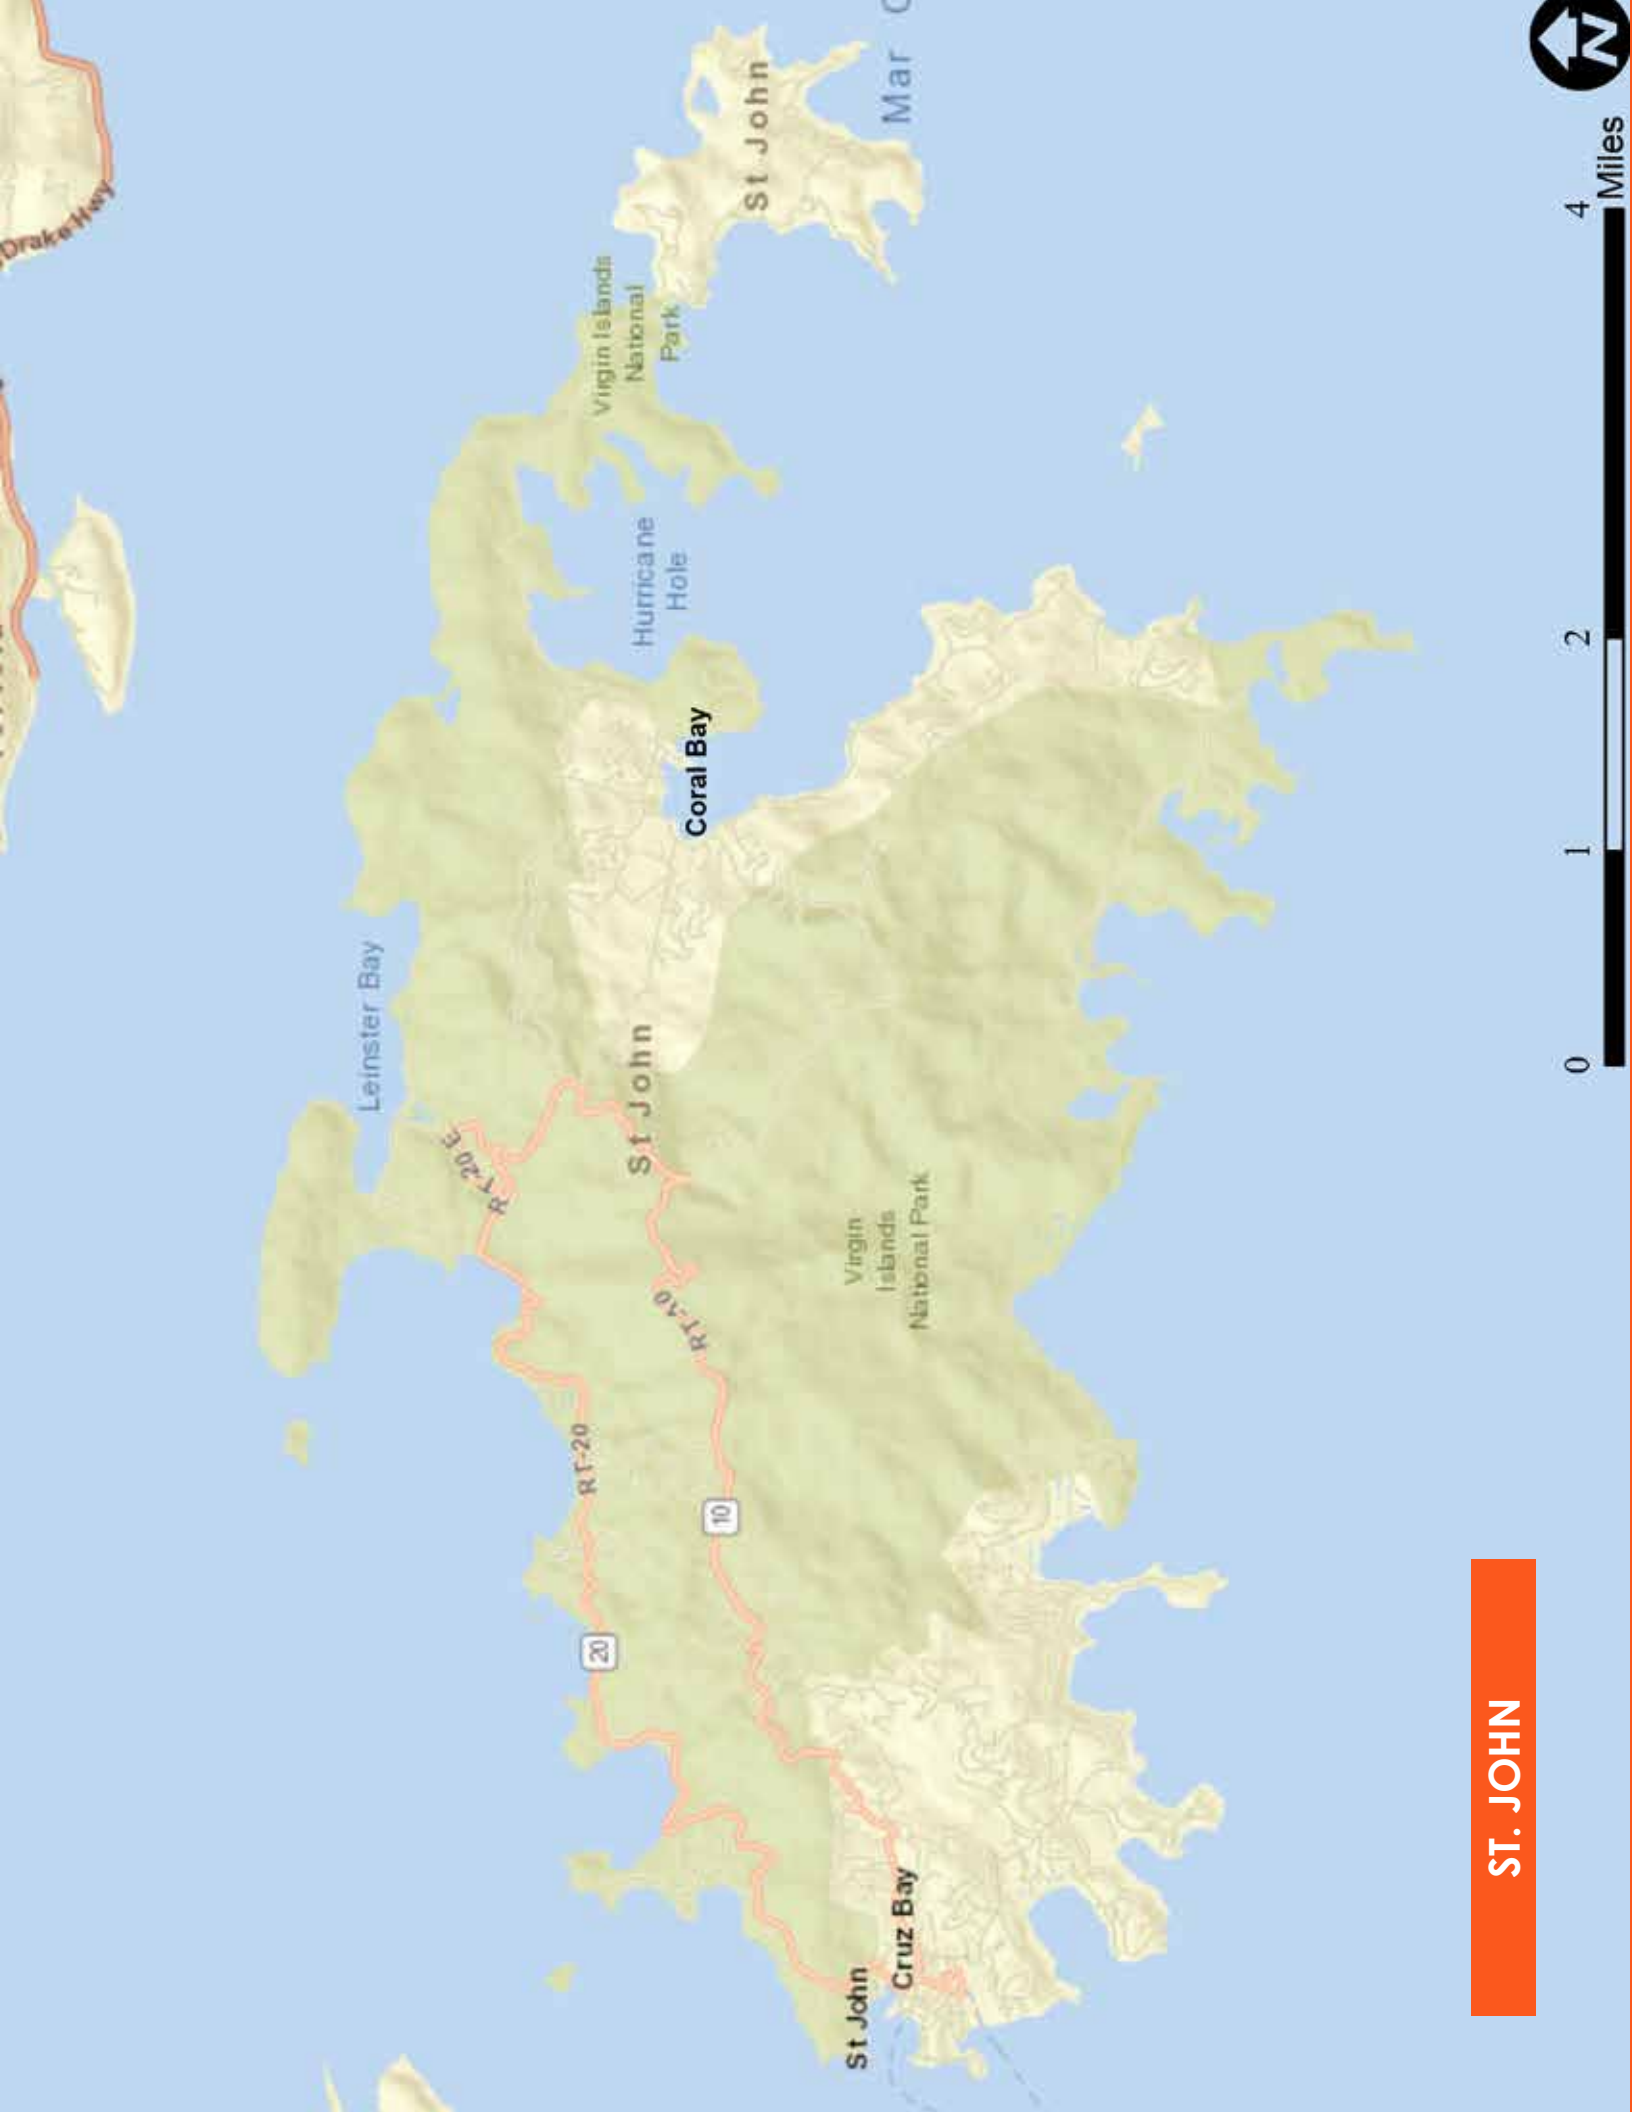 Drake Hwy
Leinster Bay
RT-20 E
RT-20
20
Virgin Islands
National
Park
St John
Mar
Hurricane
Hole
Coral Bay
St John
RT-10
10
Virgin
Islands
National Park
St John
Cruz Bay
ST. JOHN
0 1 2 4
Miles
N